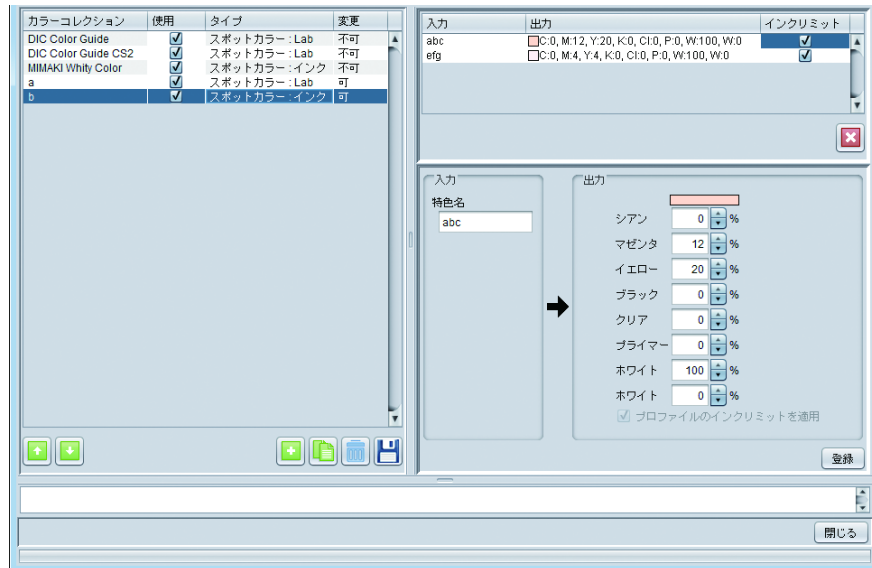 カラーコレクション 使用 タイプ 変更
DIC Color Guide スポットカラー : Lab 不可
DIC Color Guide CS2 スポットカラー : Lab 不可
MIMAKI Whity Color スポットカラー : インク 不可
a スポットカラー : Lab 可
b スポットカラー : インク 可
入力 出力 インクリミット
abc C:0, M:12, Y:20, K:0, Cl:0, P:0, W:100, W:0
efg C:0, M:4, Y:4, K:0, Cl:0, P:0, W:100, W:0
入力
特色名
abc
出力
シアン 0 %
マゼンタ 12 %
イエロー 20 %
ブラック 0 %
クリア 0 %
プライマー 0 %
ホワイト 100 %
ホワイト 0 %
プロファイルのインクリミットを適用
登録
閉じる